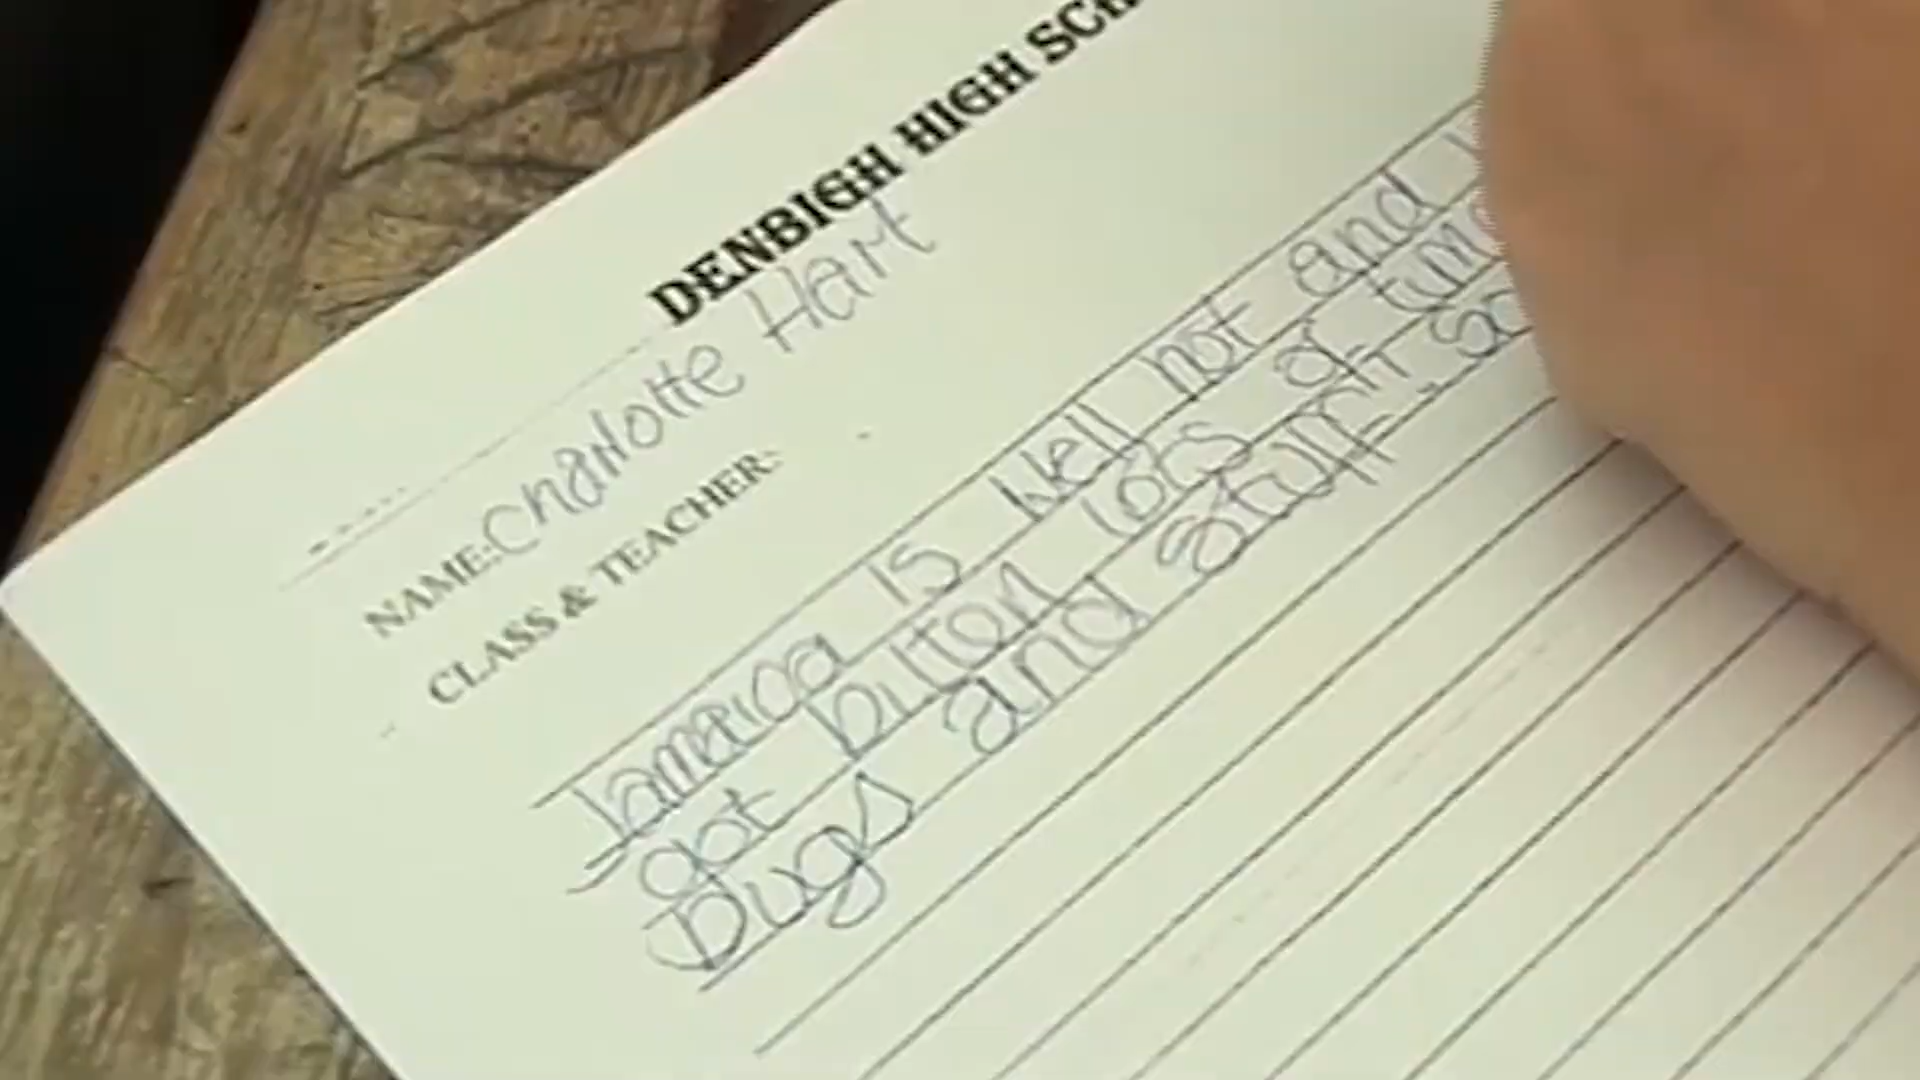 DENBIGH HIGH SCH
NAME: Charlotte Hart
CLASS & TEACHER:
Jamaica is Well hot and
got buton lots of
Bugs and stuff. so